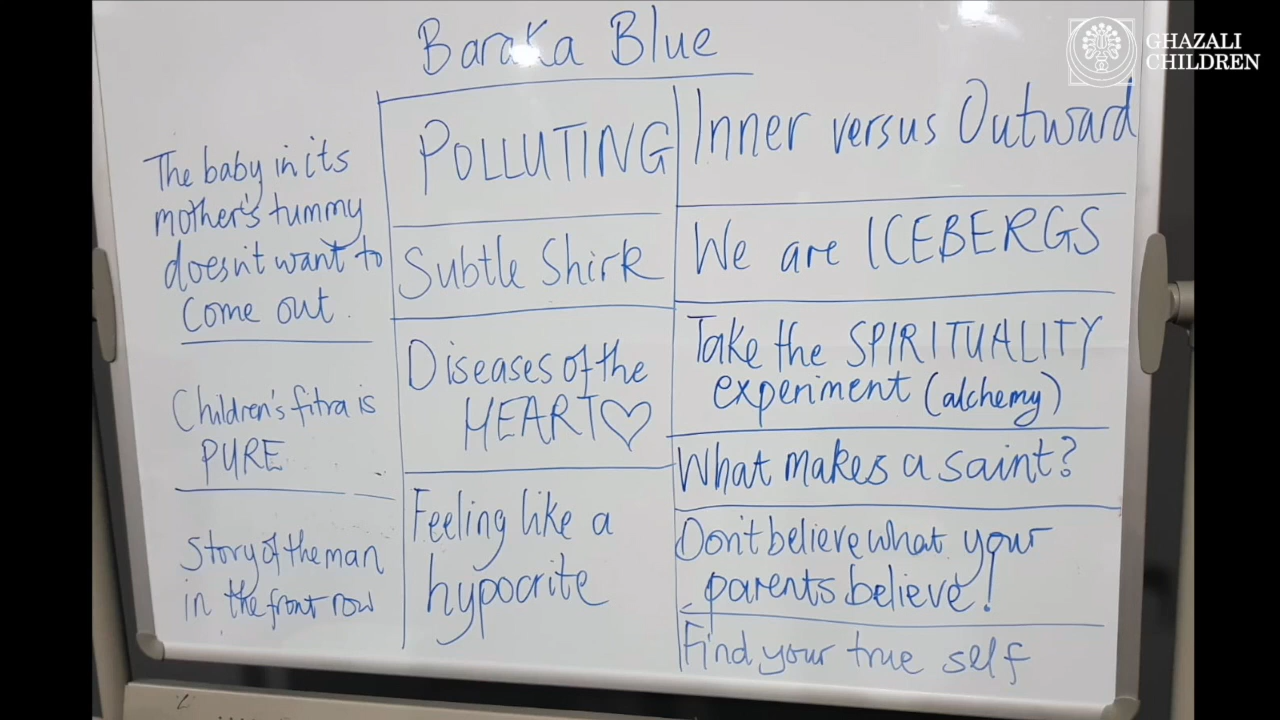 Baraka Blue
GHAZALI
CHILDREN
The baby in its
mother's tummy
doesn't want to
come out.
Children's fitra is
PURE
Story of the man
in the front row
POLLUTING
Subtle Shirk
Diseases of the
HEART♡
Feeling like a
hypocrite
Inner versus Outward
We are ICEBERGS
Take the SPIRITUALITY
experiment (alchemy)
What makes a saint?
Don't believe what your
parents believe!
Find your true self